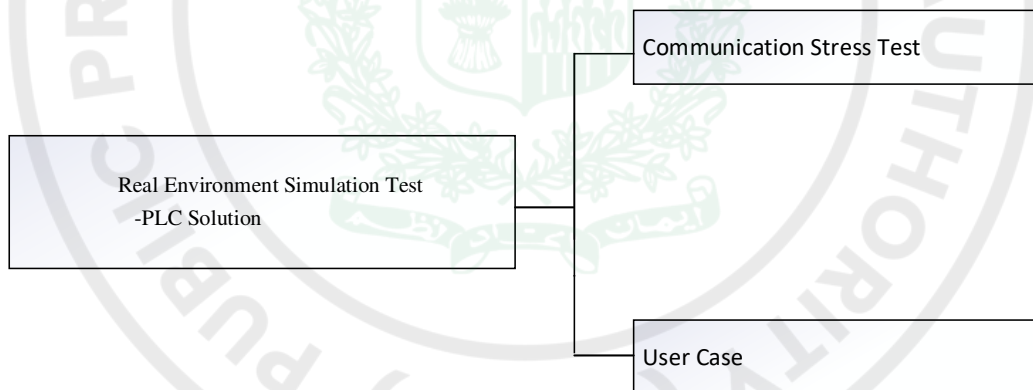 Communication Stress Test
Real Environment Simulation Test
-PLC Solution
User Case